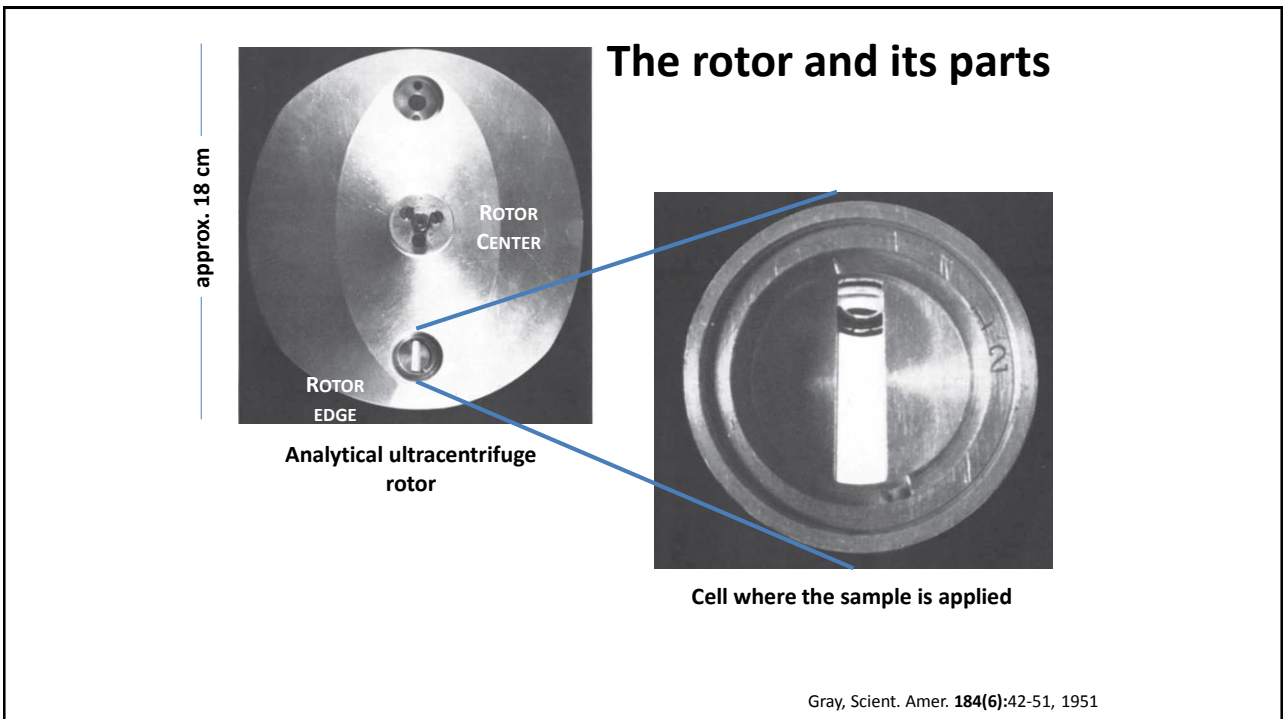 The rotor and its parts
approx. 18 cm
ROTOR
CENTER
ROTOR
EDGE
Analytical ultracentrifuge
rotor
2
Cell where the sample is applied
Gray, Scient. Amer. 184(6):42-51, 1951